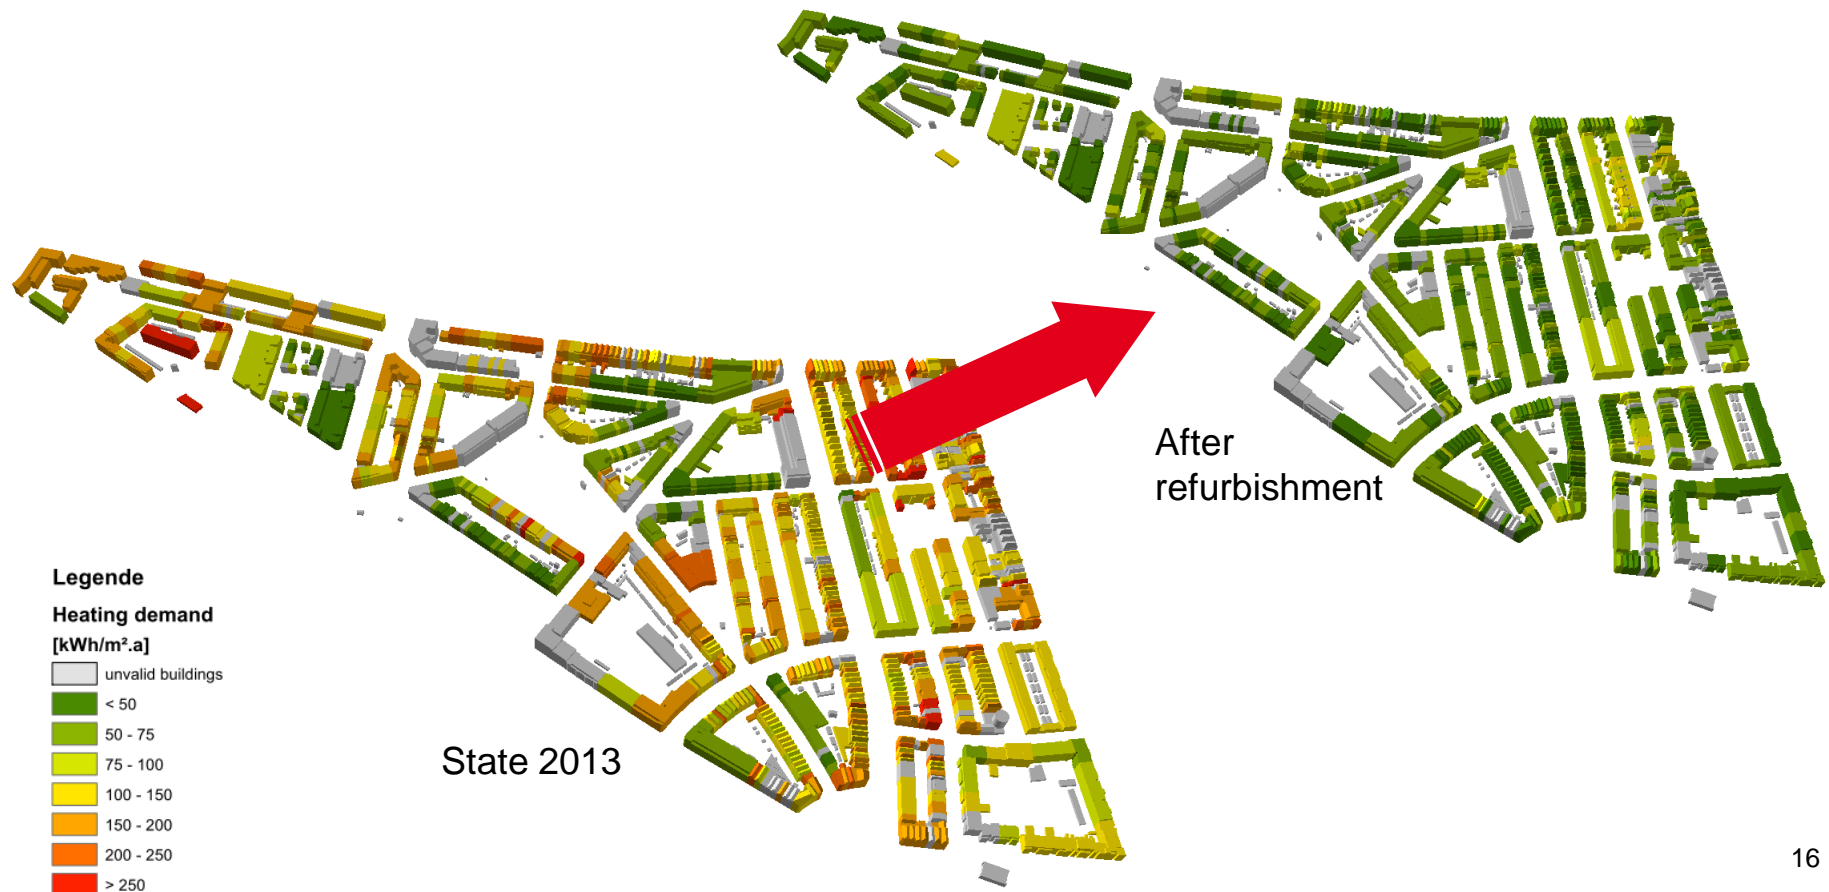 After
refurbishment
State 2013
Legende
Heating demand
[kWh/m².a]
unvalid buildings
< 50
50 - 75
75 - 100
100 - 150
150 - 200
200 - 250
> 250
16